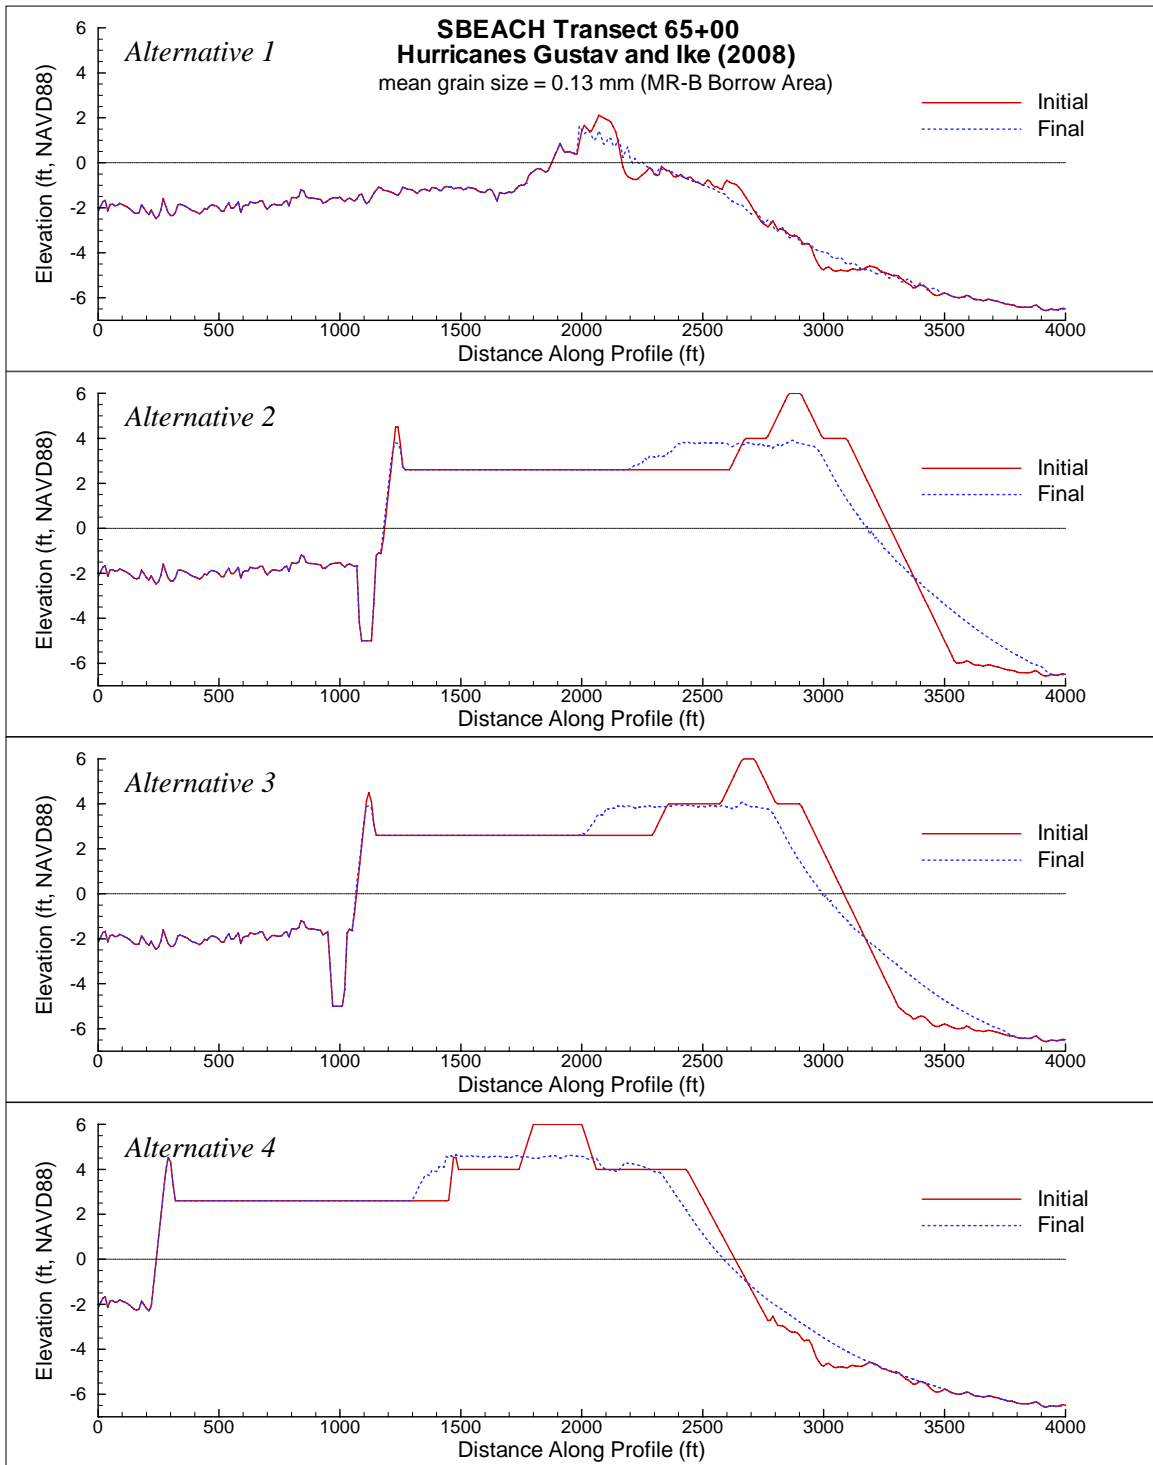 SBEACH Transect 65+00
Hurricanes Gustav and Ike (2008)
mean grain size = 0.13 mm (MR-B Borrow Area)
Alternative 1
Initial
Final
Elevation (ft, NAVD88)
6
4
2
0
-2
-4
-6
0 500 1000 1500 2000 2500 3000 3500 4000
Distance Along Profile (ft)
Alternative 2
Initial
Final
Elevation (ft, NAVD88)
6
4
2
0
-2
-4
-6
0 500 1000 1500 2000 2500 3000 3500 4000
Distance Along Profile (ft)
Alternative 3
Initial
Final
Elevation (ft, NAVD88)
6
4
2
0
-2
-4
-6
0 500 1000 1500 2000 2500 3000 3500 4000
Distance Along Profile (ft)
Alternative 4
Initial
Final
Elevation (ft, NAVD88)
6
4
2
0
-2
-4
-6
0 500 1000 1500 2000 2500 3000 3500 4000
Distance Along Profile (ft)